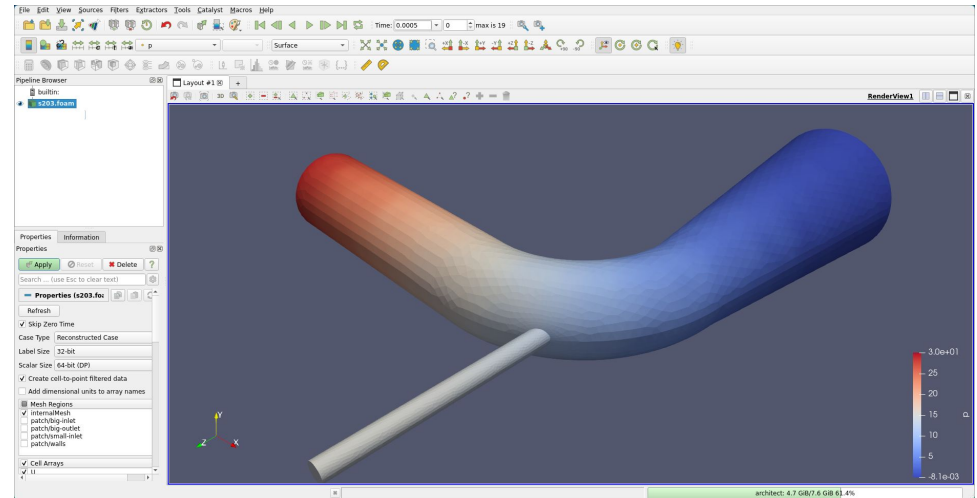 File Edit View Sources Filters Extractors Tools Catalyst Macros Help
Time: 0.0005 0 max is 19
p Surface
Pipeline Browser
builtin:
s203.foam
Layout #1
+
3D
RenderView1
Properties Information
Properties
Apply Reset Delete ?
Search ... (use Esc to clear text)
Properties (s203.foa
Refresh
Skip Zero Time
Case Type Reconstructed Case
Label Size 32-bit
Scalar Size 64-bit (DP)
Create cell-to-point filtered data
Add dimensional units to array names
Mesh Regions
internalMesh
patch/big-inlet
patch/big-outlet
patch/small-inlet
patch/walls
Cell Arrays
U
Y
Z X
3.0e+01
25
20
15
10
5
-8.1e-03
p
architect: 4.7 GiB/7.6 GiB 61.4%